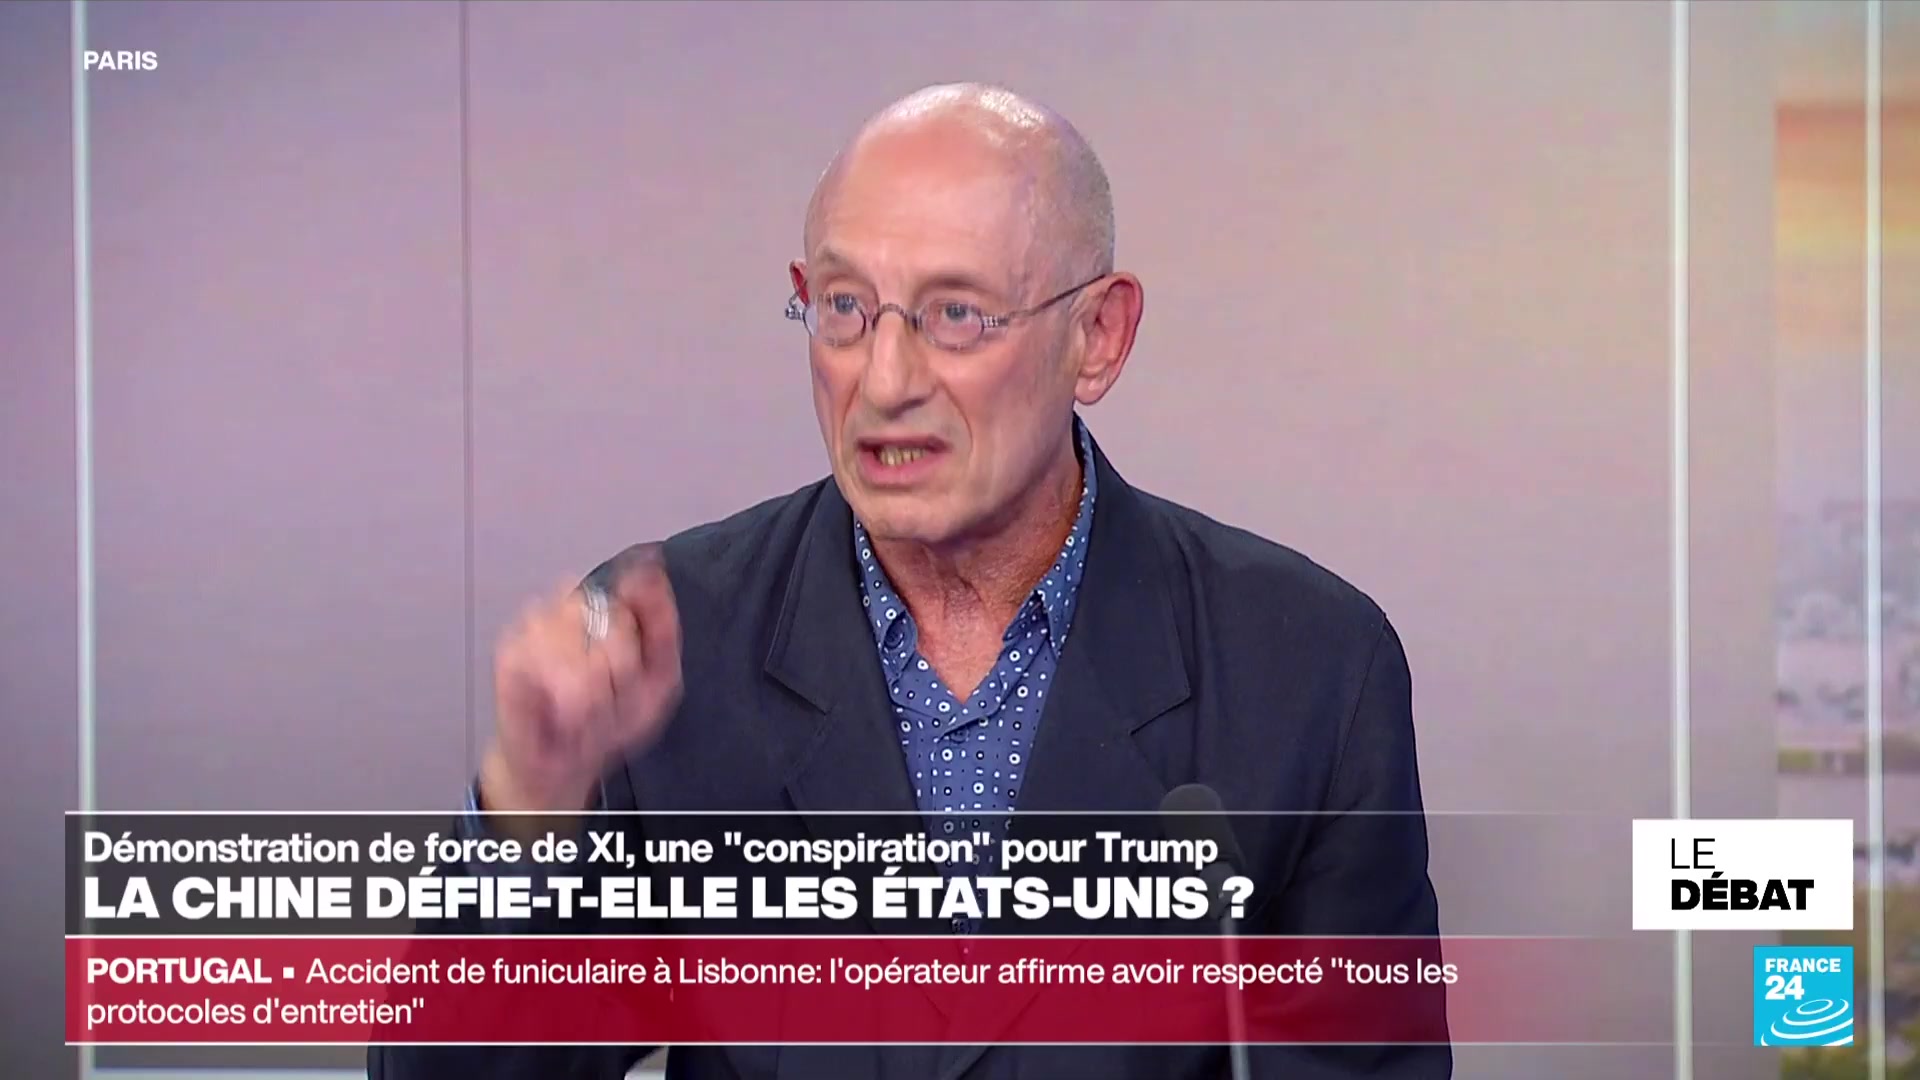 PARIS
Démonstration de force de XI, une "conspiration" pour Trump
LA CHINE DÉFIE-T-ELLE LES ÉTATS-UNIS ?
LE
DÉBAT
PORTUGAL ▪ Accident de funiculaire à Lisbonne: l'opérateur affirme avoir respecté "tous les
protocoles d'entretien"
FRANCE
24